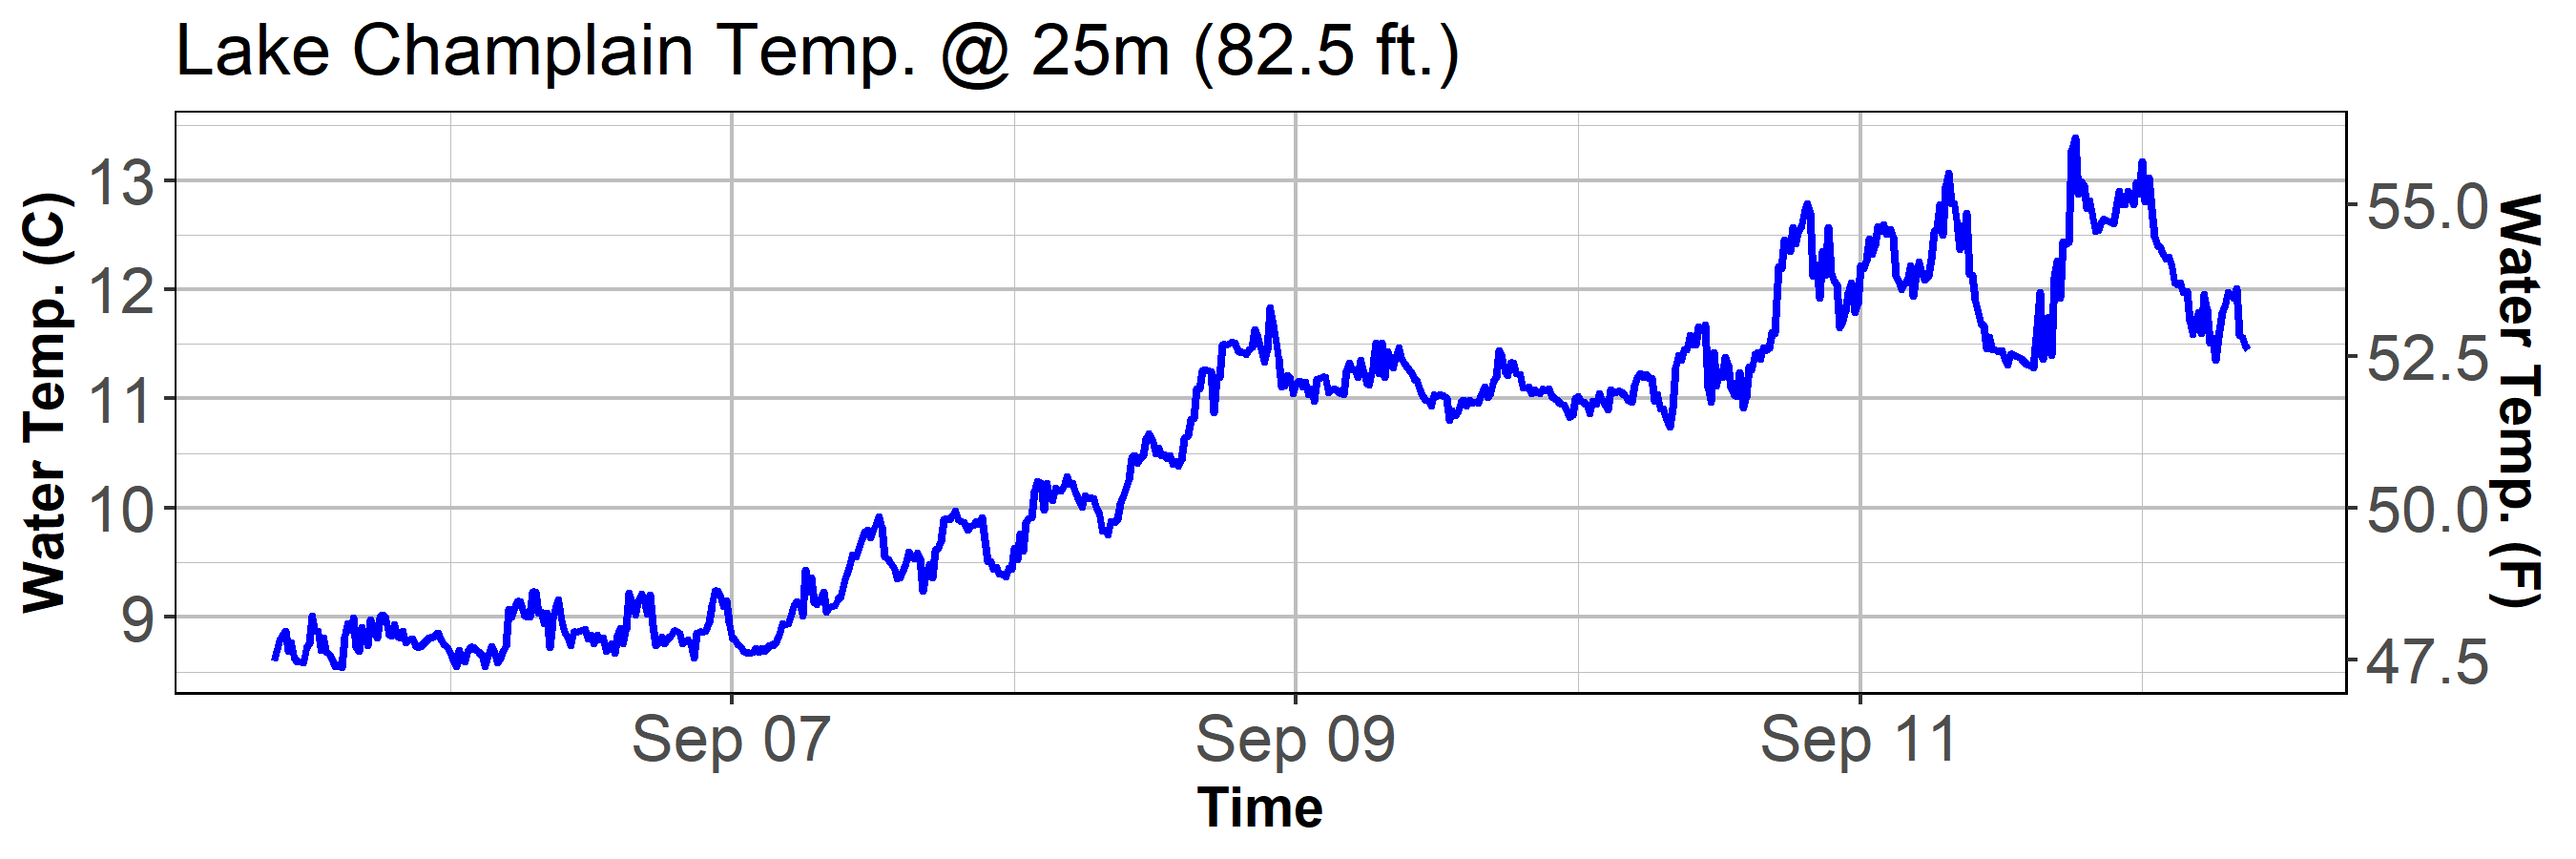 Lake Champlain Temp. @ 25m (82.5 ft.)
Water Temp. (C)
13
12
11
10
9
55.0
52.5
50.0
47.5
Water Temp. (F)
Sep 07
Sep 09
Sep 11
Time